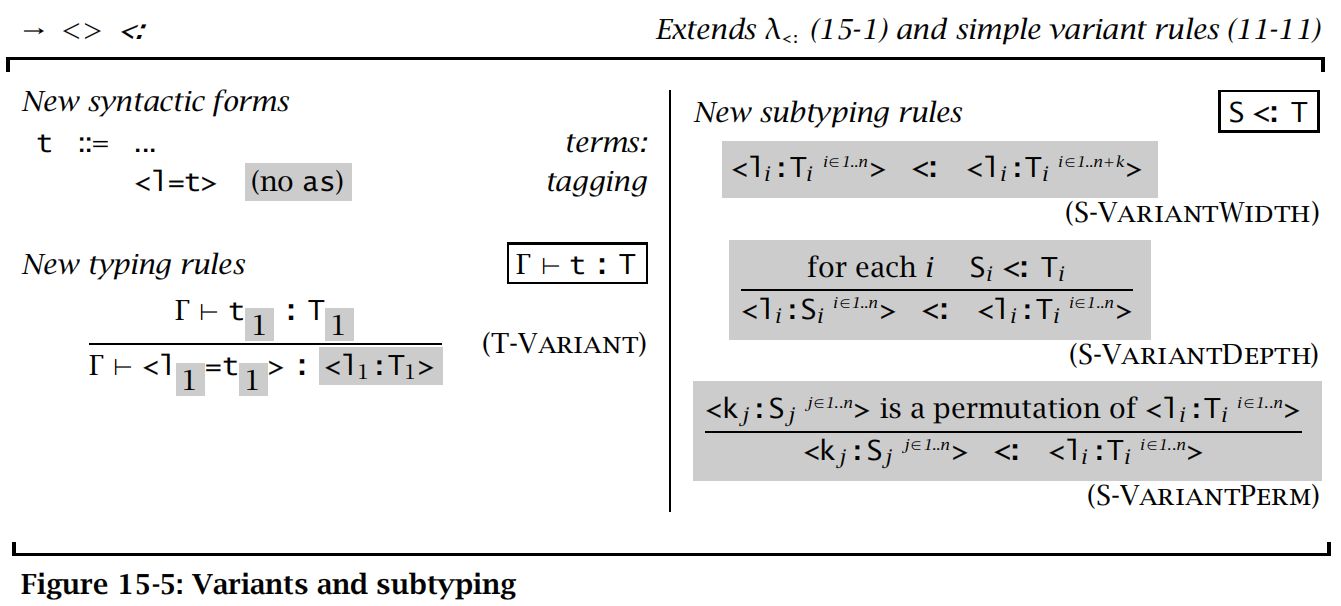 → <> <: Extends λ<: (15-1) and simple variant rules (11-11)
New syntactic forms
t ::= ... terms:
<l=t> (no as) tagging
New typing rules Γ ⊢ t : T
Γ ⊢ t₁ : T₁
Γ ⊢ <l₁=t₁> : <l₁:T₁> (T-VARIANT)
New subtyping rules S <: T
<lᵢ:Tᵢ ⁱ∈¹··ⁿ> <: <lᵢ:Tᵢ ⁱ∈¹··ⁿ⁺ᵏ>
(S-VARIANTWIDTH)
for each i Sᵢ <: Tᵢ
<lᵢ:Sᵢ ⁱ∈¹··ⁿ> <: <lᵢ:Tᵢ ⁱ∈¹··ⁿ>
(S-VARIANTDEPTH)
<kⱼ:Sⱼ ʲ∈¹··ⁿ> is a permutation of <lᵢ:Tᵢ ⁱ∈¹··ⁿ>
<kⱼ:Sⱼ ʲ∈¹··ⁿ> <: <lᵢ:Tᵢ ⁱ∈¹··ⁿ>
(S-VARIANTPERM)
Figure 15-5: Variants and subtyping